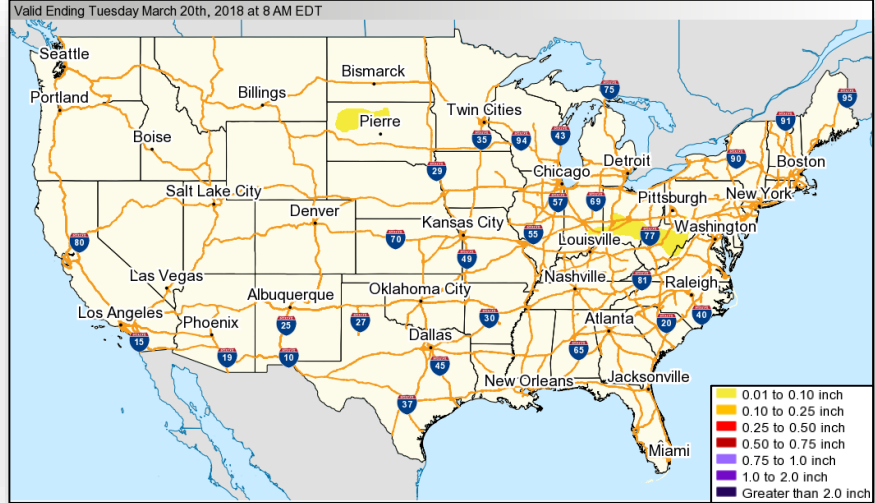 Valid Ending Tuesday March 20th, 2018 at 8 AM EDT
Seattle
75
Bismarck
Billings
Portland
95
Twin Cities
Pierre
91
Boise
35
94
43
90
Boston
Detroit
Chicago
29
Salt Lake City
Pittsburgh
New York
57
69
Denver
Kansas City
Washington
80
70
55
Louisville
77
49
Las Vegas
Nashville
81
Raleigh
Oklahoma City
Albuquerque
Los Angeles
Phoenix
25
27
30
Atlanta
20
40
15
Dallas
65
19
10
45
New Orleans
Jacksonville
37
Miami
0.01 to 0.10 inch
0.10 to 0.25 inch
0.25 to 0.50 inch
0.50 to 0.75 inch
0.75 to 1.0 inch
1.0 to 2.0 inch
Greater than 2.0 inch